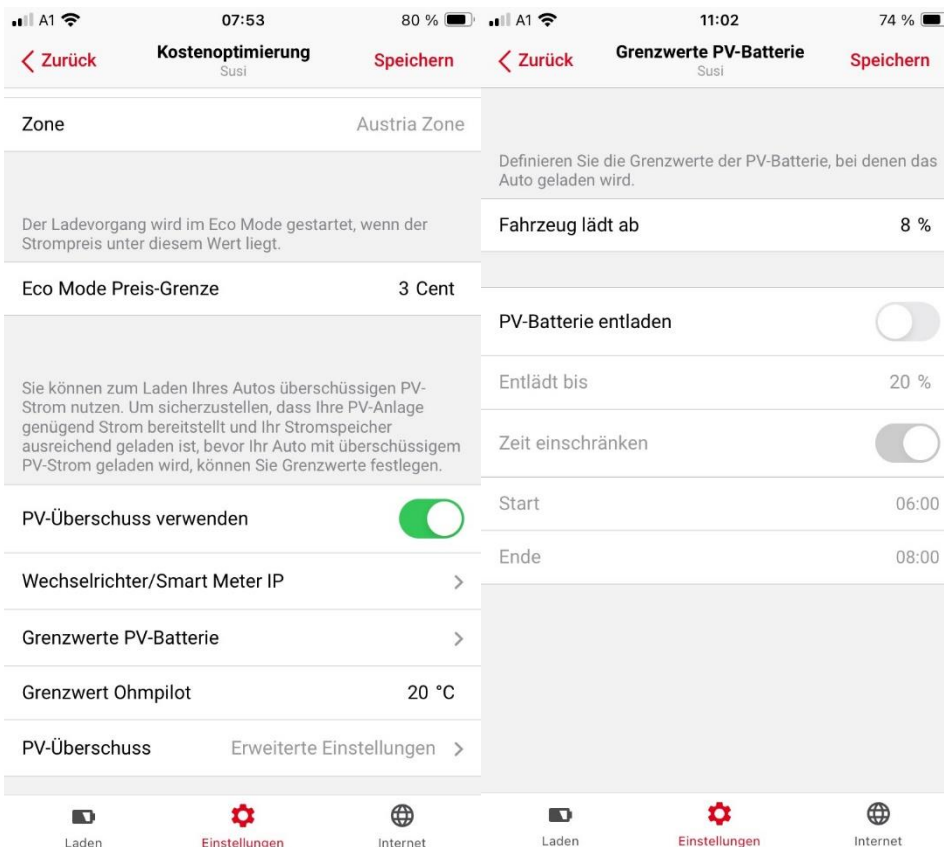 A1 07:53 80 %
Zurück Kostenoptimierung Speichern
Susi
Zone Austria Zone
Der Ladevorgang wird im Eco Mode gestartet, wenn der
Strompreis unter diesem Wert liegt.
Eco Mode Preis-Grenze 3 Cent
Sie können zum Laden Ihres Autos überschüssigen PV-
Strom nutzen. Um sicherzustellen, dass Ihre PV-Anlage
genügend Strom bereitstellt und Ihr Stromspeicher
ausreichend geladen ist, bevor Ihr Auto mit überschüssigem
PV-Strom geladen wird, können Sie Grenzwerte festlegen.
PV-Überschuss verwenden
Wechselrichter/Smart Meter IP
Grenzwerte PV-Batterie
Grenzwert Ohmpilot 20 °C
PV-Überschuss Erweiterte Einstellungen
Laden Einstellungen Internet
A1 11:02 74 %
Zurück Grenzwerte PV-Batterie Speichern
Susi
Definieren Sie die Grenzwerte der PV-Batterie, bei denen das
Auto geladen wird.
Fahrzeug lädt ab 8 %
PV-Batterie entladen
Entlädt bis 20 %
Zeit einschränken
Start 06:00
Ende 08:00
Laden Einstellungen Internet